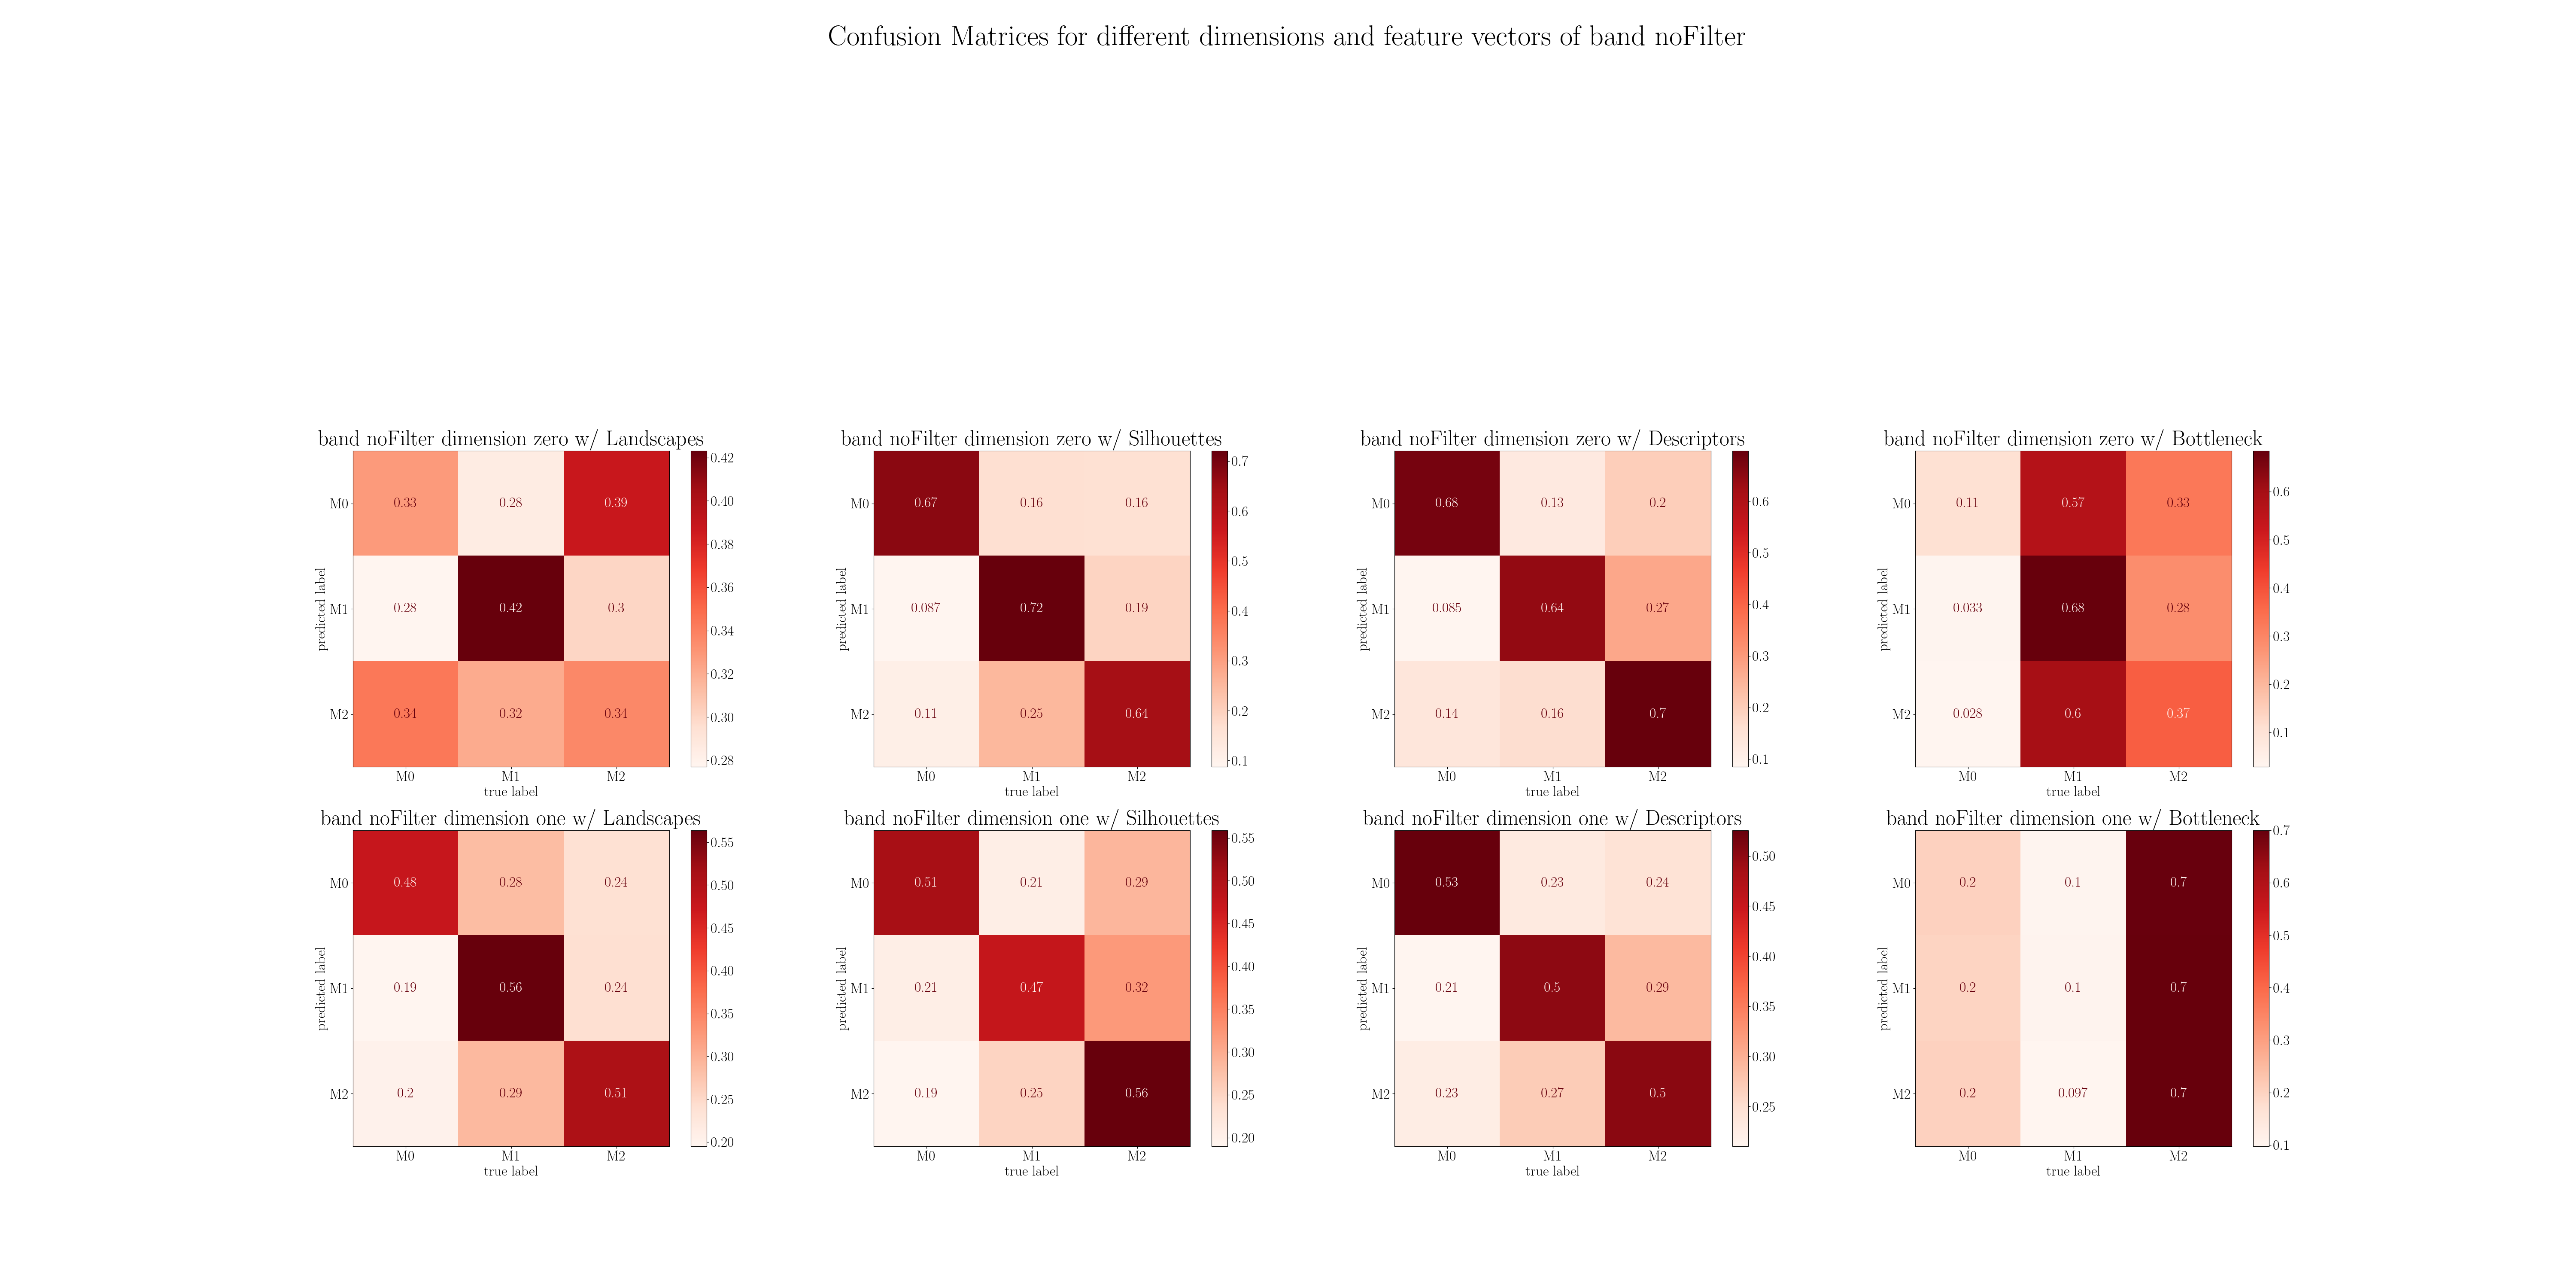 Confusion Matrices for different dimensions and feature vectors of band noFilter
band noFilter dimension zero w/ Landscapes
0.42
0.40
0.38
0.36
0.34
0.32
0.30
0.28
predicted label
M0 0.33 0.28 0.39
M1 0.28 0.42 0.3
M2 0.34 0.32 0.34
M0 M1 M2
true label
band noFilter dimension zero w/ Silhouettes
0.7
0.6
0.5
0.4
0.3
0.2
0.1
predicted label
M0 0.67 0.16 0.16
M1 0.087 0.72 0.19
M2 0.11 0.25 0.64
M0 M1 M2
true label
band noFilter dimension zero w/ Descriptors
0.6
0.5
0.4
0.3
0.2
0.1
predicted label
M0 0.68 0.13 0.2
M1 0.085 0.64 0.27
M2 0.14 0.16 0.7
M0 M1 M2
true label
band noFilter dimension zero w/ Bottleneck
0.6
0.5
0.4
0.3
0.2
0.1
predicted label
M0 0.11 0.57 0.33
M1 0.033 0.68 0.28
M2 0.028 0.6 0.37
M0 M1 M2
true label
band noFilter dimension one w/ Landscapes
0.55
0.50
0.45
0.40
0.35
0.30
0.25
0.20
predicted label
M0 0.48 0.28 0.24
M1 0.19 0.56 0.24
M2 0.2 0.29 0.51
M0 M1 M2
true label
band noFilter dimension one w/ Silhouettes
0.55
0.50
0.45
0.40
0.35
0.30
0.25
0.20
predicted label
M0 0.51 0.21 0.29
M1 0.21 0.47 0.32
M2 0.19 0.25 0.56
M0 M1 M2
true label
band noFilter dimension one w/ Descriptors
0.50
0.45
0.40
0.35
0.30
0.25
predicted label
M0 0.53 0.23 0.24
M1 0.21 0.5 0.29
M2 0.23 0.27 0.5
M0 M1 M2
true label
band noFilter dimension one w/ Bottleneck
0.7
0.6
0.5
0.4
0.3
0.2
0.1
predicted label
M0 0.2 0.1 0.7
M1 0.2 0.1 0.7
M2 0.2 0.097 0.7
M0 M1 M2
true label